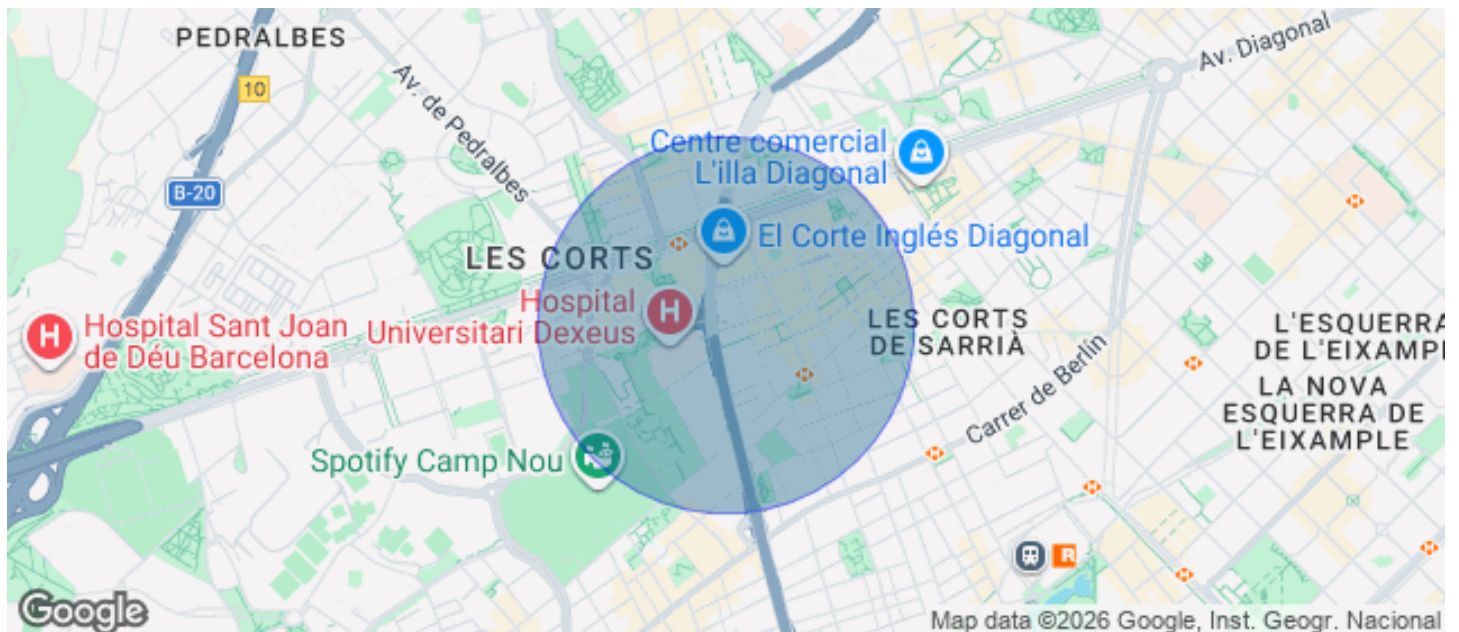 PEDRALBES
Av. Diagonal
10
Av. de Pedralbes
Centre comercial
L'illa Diagonal
B-20
El Corte Inglés Diagonal
LES CORTS
Hospital
Universitari Dexeus
H
H
Hospital Sant Joan
de Déu Barcelona
LES CORTS
DE SARRIÀ
L'ESQUERRA
DE L'EIXAMPL
Carrer de Berlín
LA NOVA
ESQUERRA DE
L'EIXAMPLE
Spotify Camp Nou
R
Google
Map data ©2026 Google, Inst. Geogr. Nacional